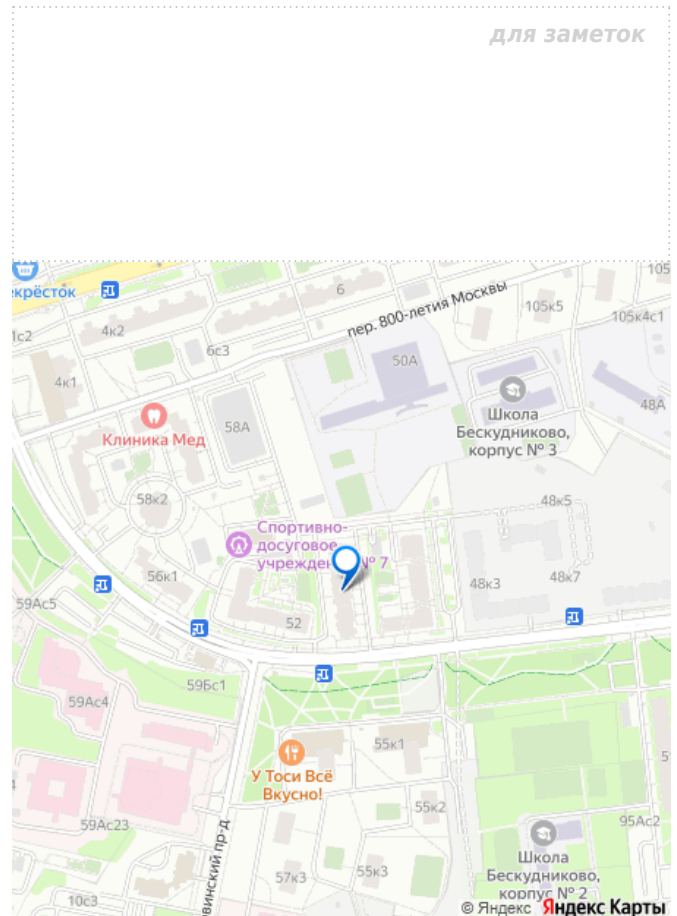 для заметок
екрёсток
6
105
1с2
4к2
пер. 800-летия Москвы
105к5
105к4с1
6с3
50А
4к1
Школа
Бескудниково,
корпус № 3
48А
Клиника Мед
58А
58к2
48к5
Спортивно-
досуговое
учрежден № 7
56к1
48к3
48к7
59Ас5
52
59Бс1
59Ас4
55к1
У Тоси Всё
Вкусно!
55к2
59Ас23
95Ас2
винский пр-д
Школа
Бескудниково,
корпус № 2
57к3
55к3
10с3
© Яндекс Яндекс Карты